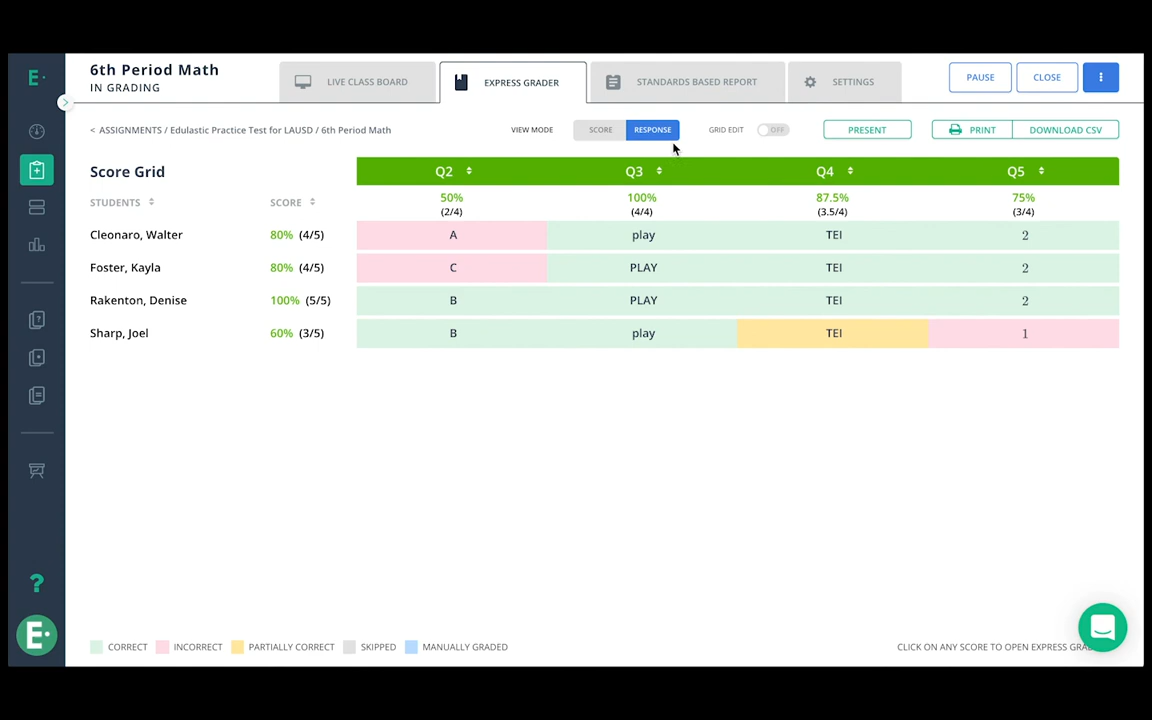 E·
6th Period Math
IN GRADING
LIVE CLASS BOARD
EXPRESS GRADER
STANDARDS BASED REPORT
SETTINGS
PAUSE
CLOSE
< ASSIGNMENTS / Edulastic Practice Test for LAUSD / 6th Period Math
VIEW MODE
SCORE
RESPONSE
GRID EDIT
OFF
PRESENT
PRINT
DOWNLOAD CSV
Score Grid
Q2 Q3 Q4 Q5
STUDENTS SCORE 50% 100% 87.5% 75%
(2/4) (4/4) (3.5/4) (3/4)
Cleonaro, Walter 80% (4/5) A play TEI 2
Foster, Kayla 80% (4/5) C PLAY TEI 2
Rakenton, Denise 100% (5/5) B PLAY TEI 2
Sharp, Joel 60% (3/5) B play TEI 1
?
E·
CORRECT INCORRECT PARTIALLY CORRECT SKIPPED MANUALLY GRADED
CLICK ON ANY SCORE TO OPEN EXPRESS